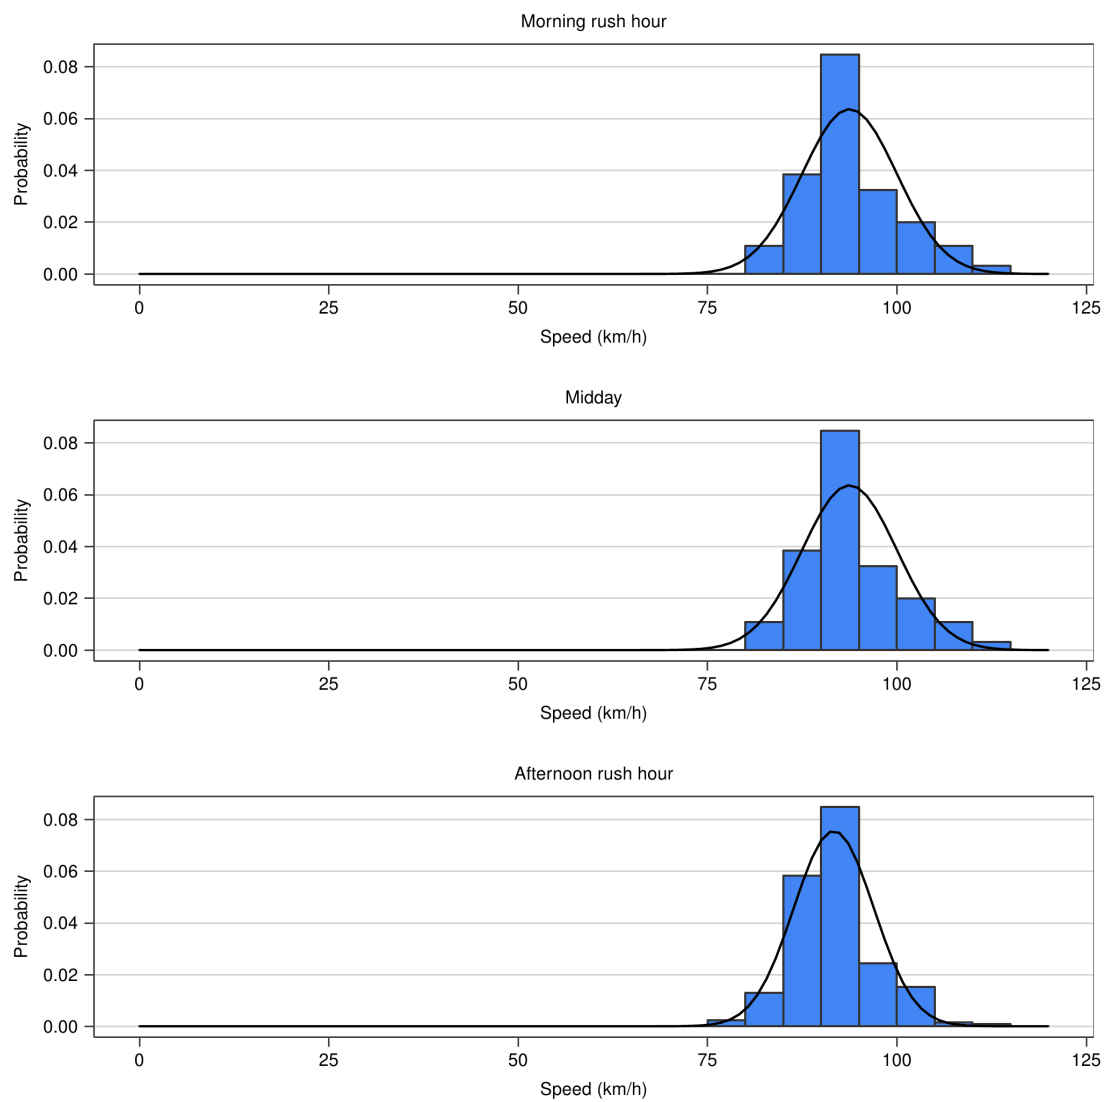 Morning rush hour
0.08
0.06
0.04
0.02
0.00
Probability
0 25 50 75 100 125
Speed (km/h)
Midday
0.08
0.06
0.04
0.02
0.00
Probability
0 25 50 75 100 125
Speed (km/h)
Afternoon rush hour
0.08
0.06
0.04
0.02
0.00
Probability
0 25 50 75 100 125
Speed (km/h)